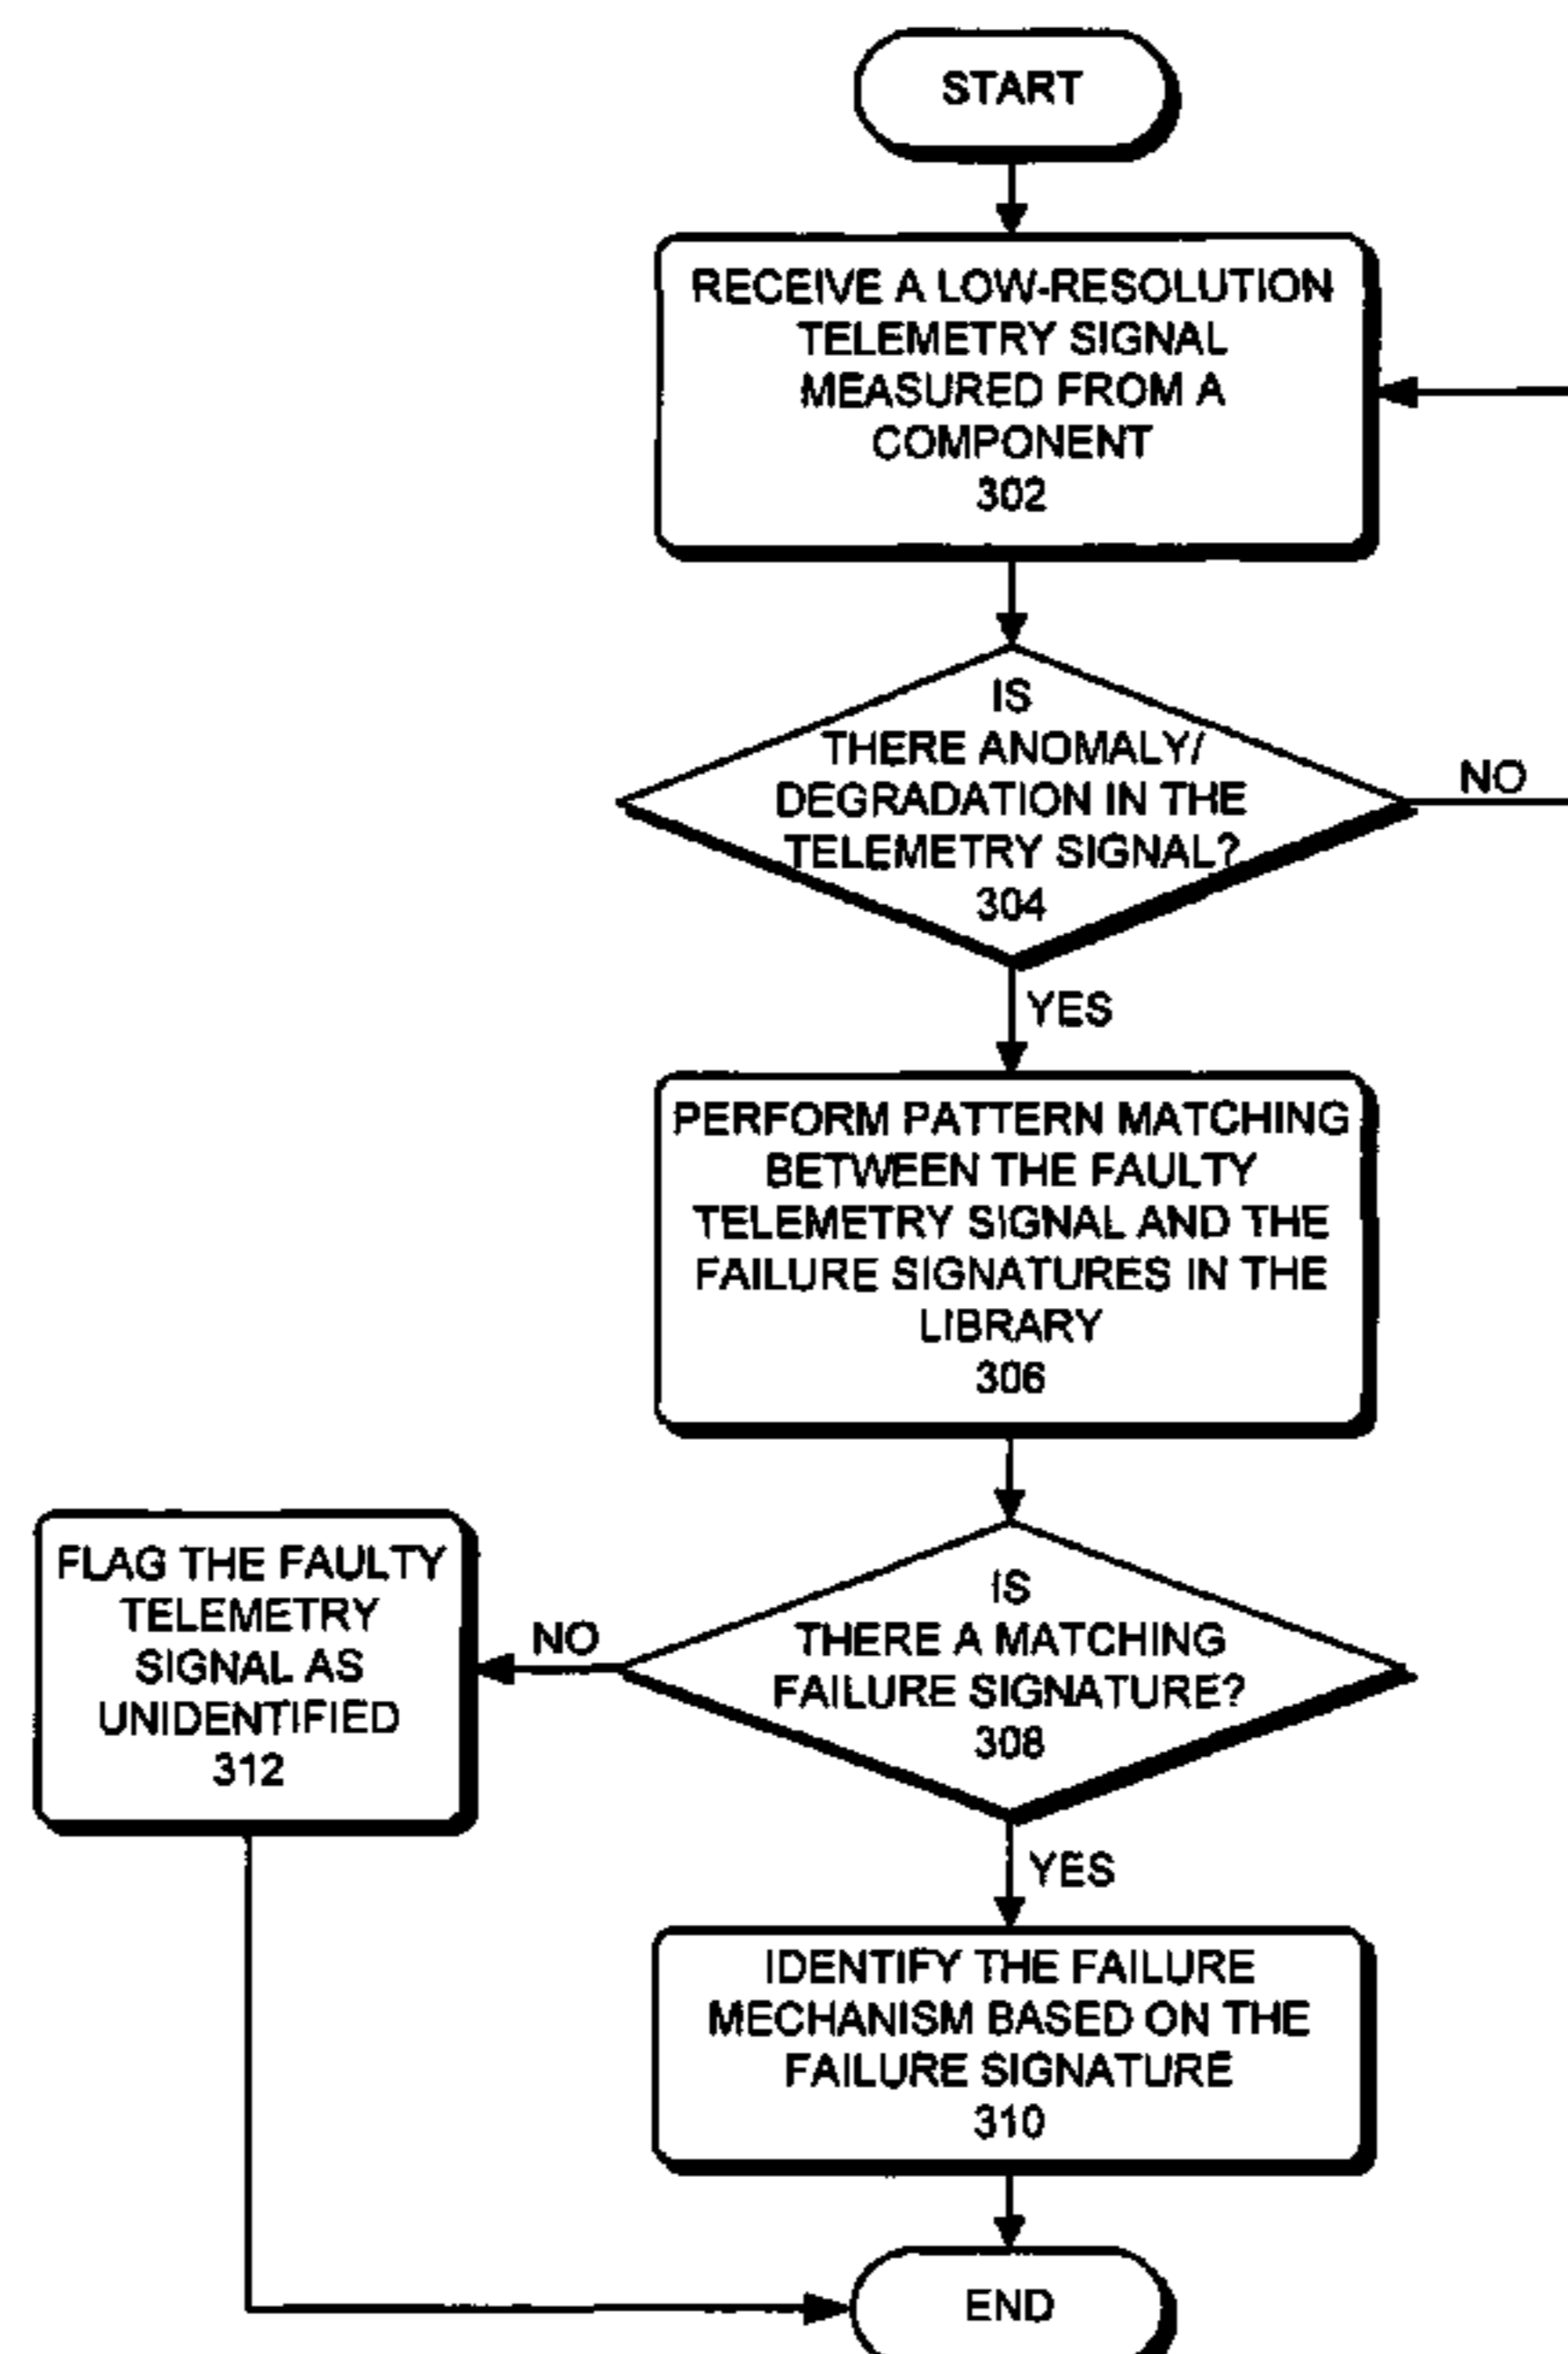 START
RECEIVE A LOW-RESOLUTION
TELEMETRY SIGNAL
MEASURED FROM A
COMPONENT
302
IS
THERE ANOMALY/
DEGRADATION IN THE
TELEMETRY SIGNAL?
304
NO
YES
PERFORM PATTERN MATCHING
BETWEEN THE FAULTY
TELEMETRY SIGNAL AND THE
FAILURE SIGNATURES IN THE
LIBRARY
306
IS
THERE A MATCHING
FAILURE SIGNATURE?
308
NO
FLAG THE FAULTY
TELEMETRY
SIGNAL AS
UNIDENTIFIED
312
YES
IDENTIFY THE FAILURE
MECHANISM BASED ON THE
FAILURE SIGNATURE
310
END